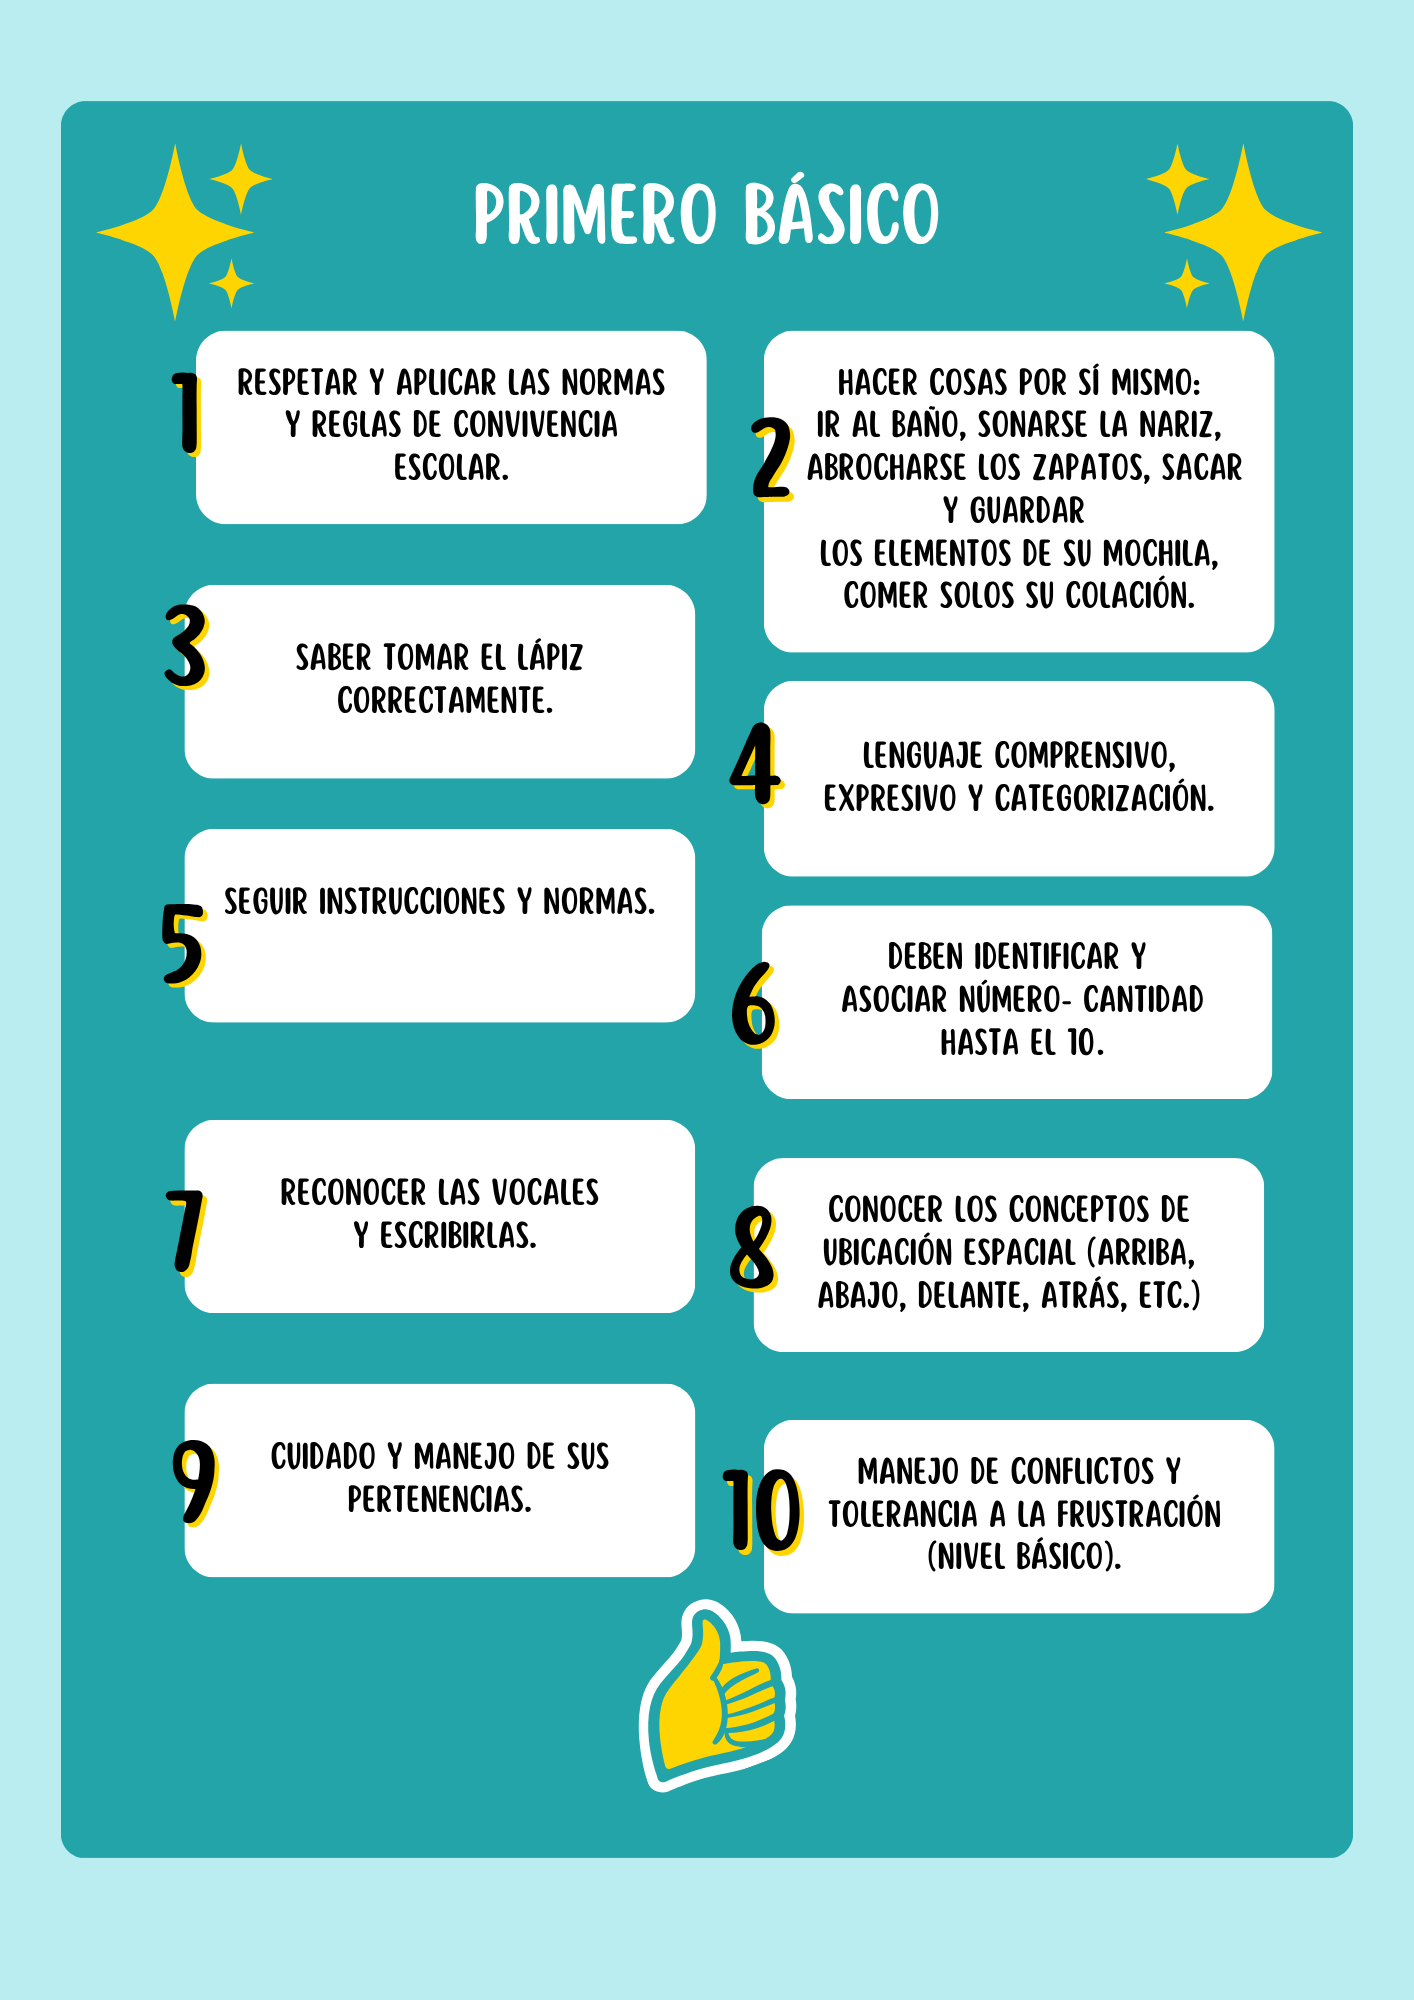 PRIMERO BÁSICO
1
RESPETAR Y APLICAR LAS NORMAS
Y REGLAS DE CONVIVENCIA
ESCOLAR.
2
HACER COSAS POR SÍ MISMO:
IR AL BAÑO, SONARSE LA NARIZ,
ABROCHARSE LOS ZAPATOS, SACAR
Y GUARDAR
LOS ELEMENTOS DE SU MOCHILA,
COMER SOLOS SU COLACIÓN.
3
SABER TOMAR EL LÁPIZ
CORRECTAMENTE.
4
LENGUAJE COMPRENSIVO,
EXPRESIVO Y CATEGORIZACIÓN.
5
SEGUIR INSTRUCCIONES Y NORMAS.
6
DEBEN IDENTIFICAR Y
ASOCIAR NÚMERO- CANTIDAD
HASTA EL 10.
7
RECONOCER LAS VOCALES
Y ESCRIBIRLAS.
8
CONOCER LOS CONCEPTOS DE
UBICACIÓN ESPACIAL (ARRIBA,
ABAJO, DELANTE, ATRÁS, ETC.)
9
CUIDADO Y MANEJO DE SUS
PERTENENCIAS.
10
MANEJO DE CONFLICTOS Y
TOLERANCIA A LA FRUSTRACIÓN
(NIVEL BÁSICO).